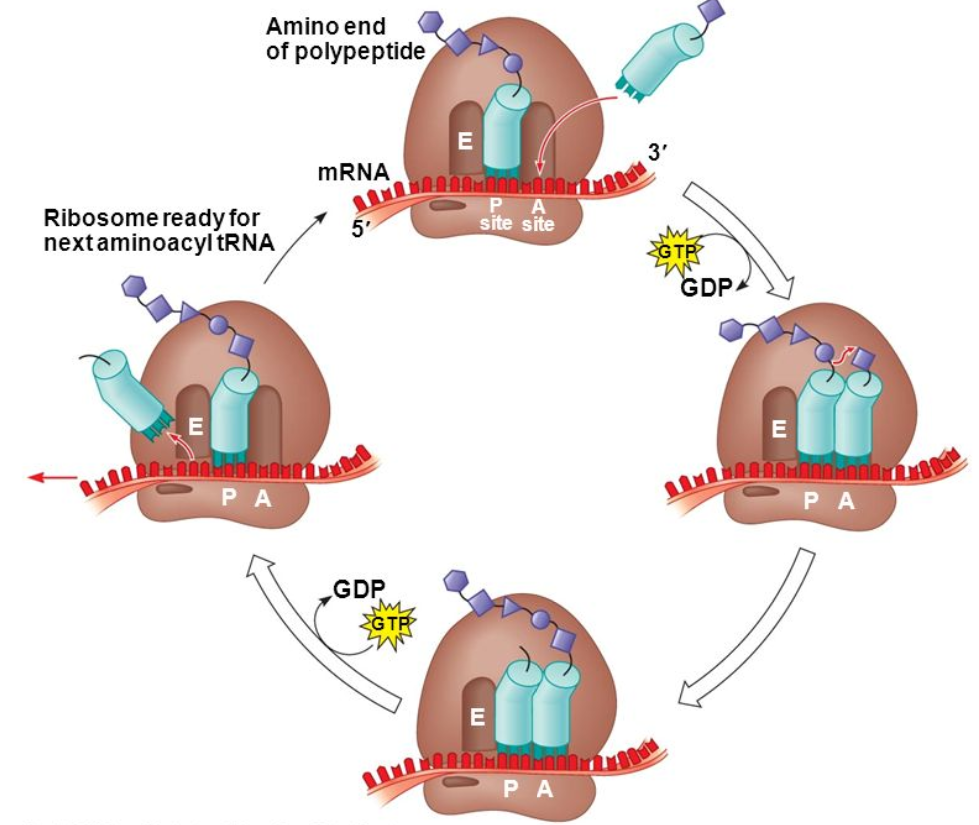 Amino end
of polypeptide
E
mRNA
3′
5′
P
site
A
site
Ribosome ready for
next aminoacyl tRNA
GTP
GDP
E
P A
E
P A
GDP
GTP
E
P A